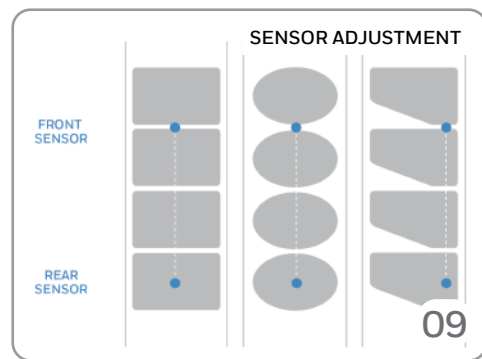 SENSOR ADJUSTMENT
FRONT
SENSOR
REAR
SENSOR
09